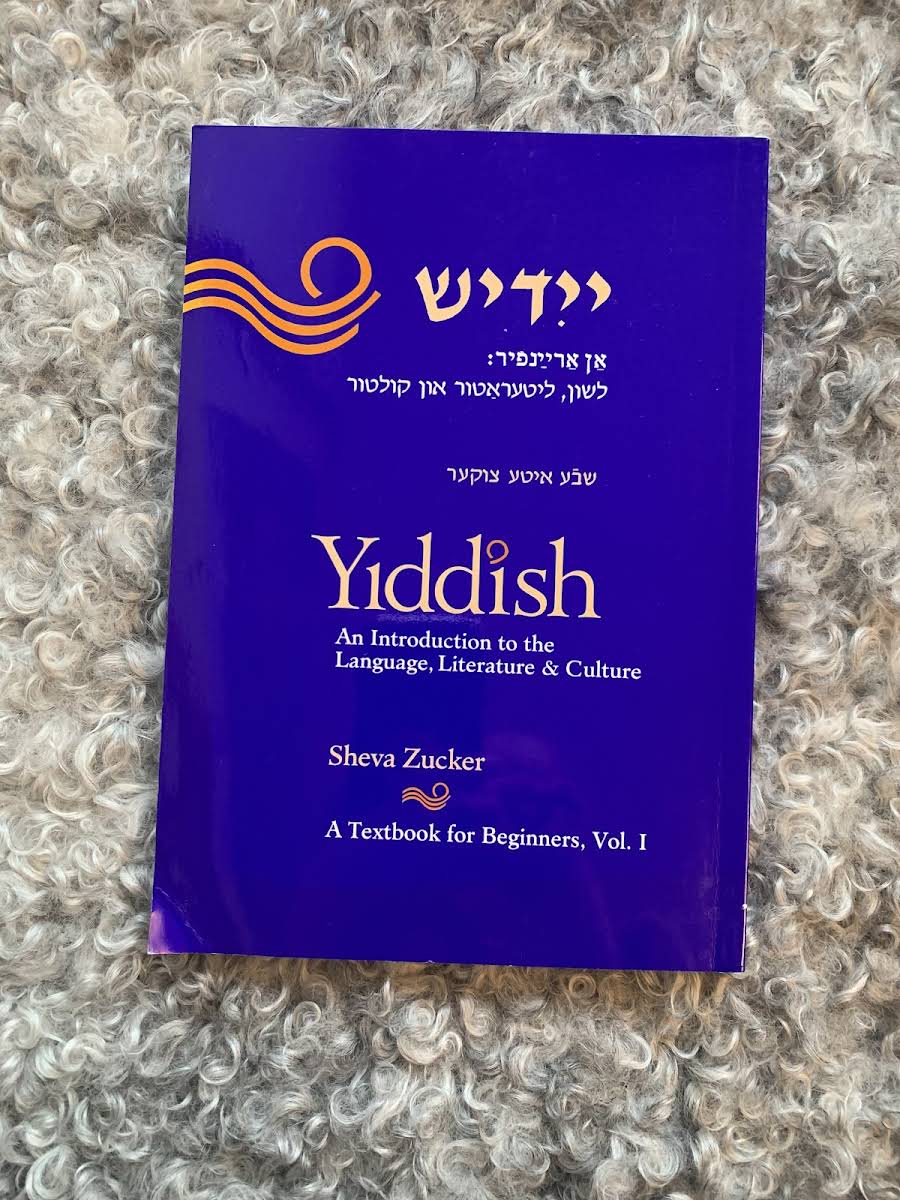 ייִדיש
אַן אַרײַנפֿיר:
לשון, ליטעראַטור און קולטור
שבֿע איטע צוקער
Yiddish
An Introduction to the
Language, Literature & Culture
Sheva Zucker
A Textbook for Beginners, Vol. I